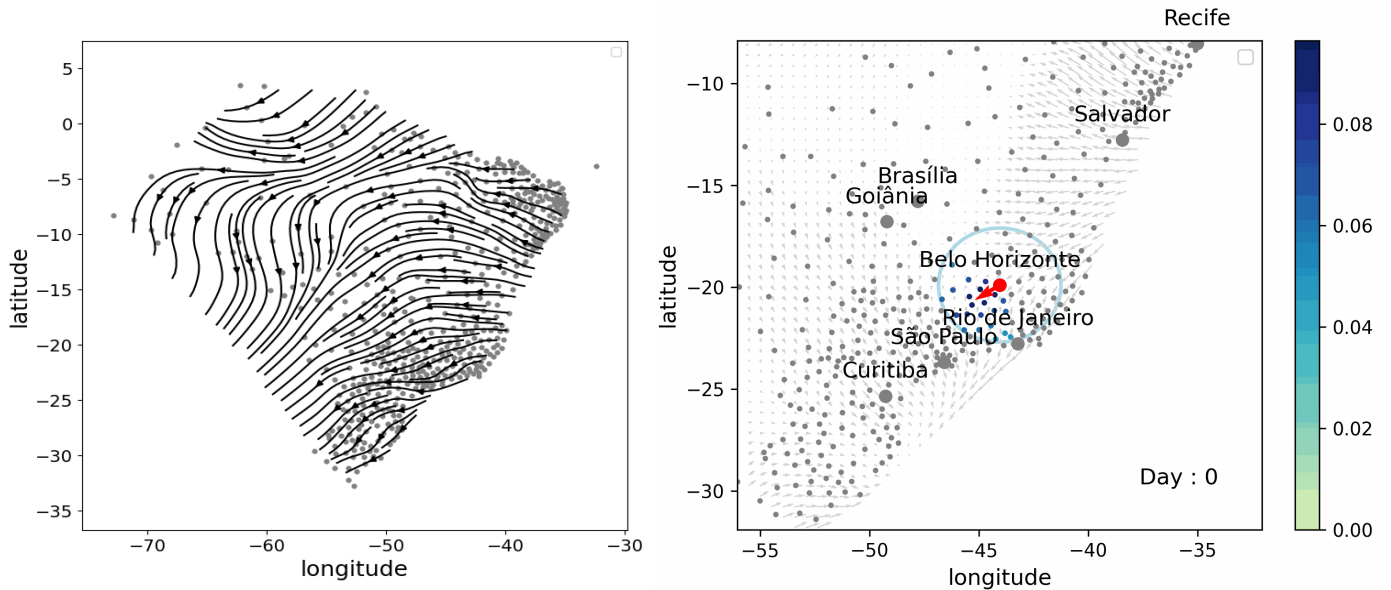 5
0
−5
−10
−15
−20
−25
−30
−35
−70
−60
−50
−40
−30
longitude
latitude
Recife
Salvador
Brasília
Goiânia
Belo Horizonte
Rio de Janeiro
São Paulo
Curitiba
Day : 0
−10
−15
−20
−25
−30
−55
−50
−45
−40
−35
longitude
latitude
0.08
0.06
0.04
0.02
0.00